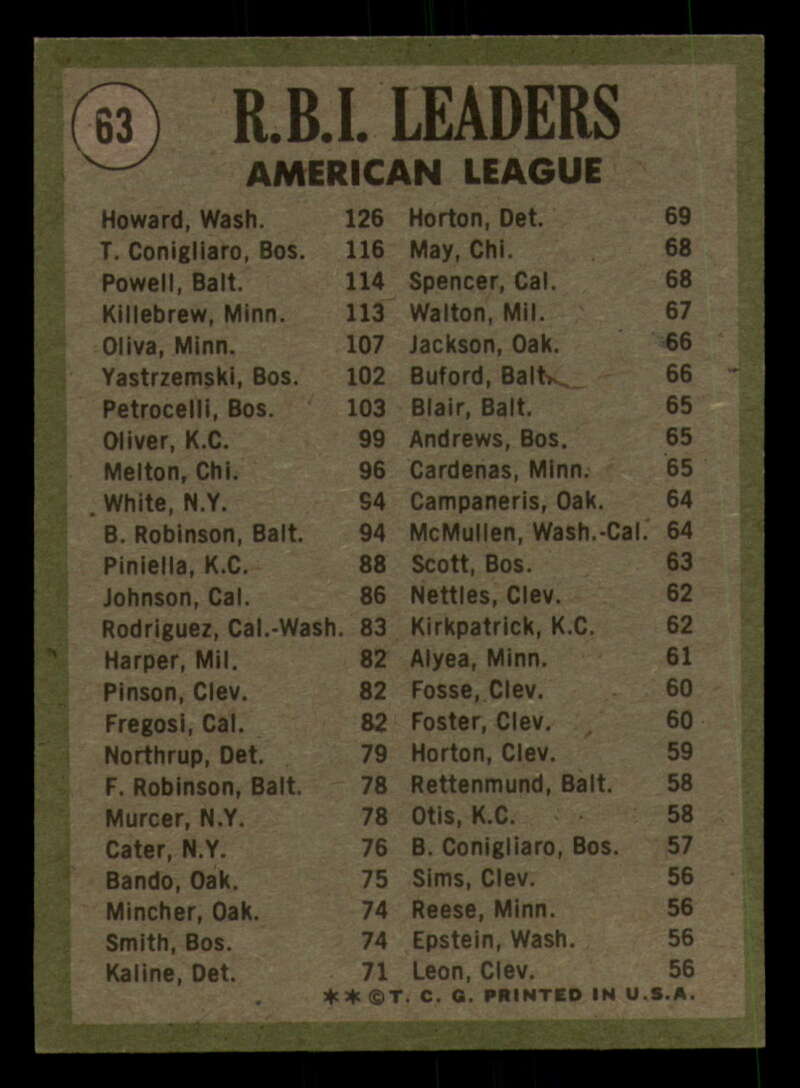 63
R.B.I. LEADERS
AMERICAN LEAGUE
Howard, Wash. 126
T. Conigliaro, Bos. 116
Powell, Balt. 114
Killebrew, Minn. 113
Oliva, Minn. 107
Yastrzemski, Bos. 102
Petrocelli, Bos. 103
Oliver, K.C. 99
Melton, Chi. 96
White, N.Y. 94
B. Robinson, Balt. 94
Piniella, K.C. 88
Johnson, Cal. 86
Rodriguez, Cal.-Wash. 83
Harper, Mil. 82
Pinson, Clev. 82
Fregosi, Cal. 82
Northrup, Det. 79
F. Robinson, Balt. 78
Murcer, N.Y. 78
Cater, N.Y. 76
Bando, Oak. 75
Mincher, Oak. 74
Smith, Bos. 74
Kaline, Det. 71
Horton, Det. 69
May, Chi. 68
Spencer, Cal. 68
Walton, Mil. 67
Jackson, Oak. 66
Buford, Balt. 66
Blair, Balt. 65
Andrews, Bos. 65
Cardenas, Minn. 65
Campaneris, Oak. 64
McMullen, Wash.-Cal. 64
Scott, Bos. 63
Nettles, Clev. 62
Kirkpatrick, K.C. 62
Alyea, Minn. 61
Fosse, Clev. 60
Foster, Clev. 60
Horton, Clev. 59
Rettenmund, Balt. 58
Otis, K.C. 58
B. Conigliaro, Bos. 57
Sims, Clev. 56
Reese, Minn. 56
Epstein, Wash. 56
Leon, Clev. 56
**©T. C. G. PRINTED IN U.S.A.